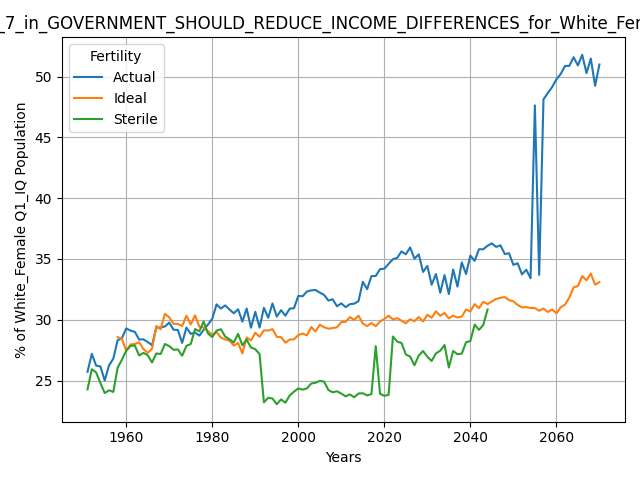 _7_in_GOVERNMENT_SHOULD_REDUCE_INCOME_DIFFERENCES_for_White_Fer
Fertility
Actual
Ideal
Sterile
% of White_Female Q1_IQ Population
50
45
40
35
30
25
1960
1980
2000
2020
2040
2060
Years